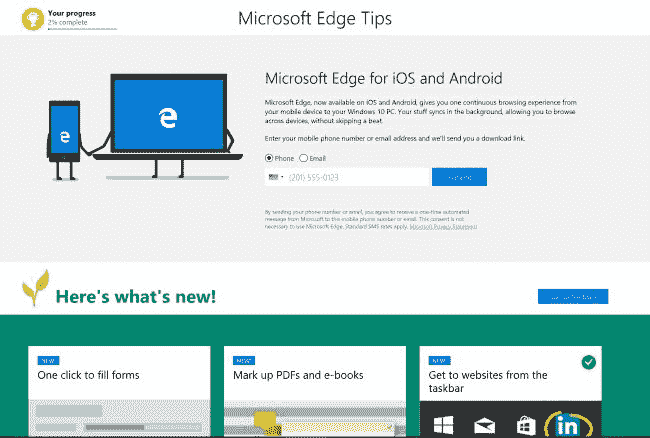 Your progress
2% complete
Microsoft Edge Tips
Microsoft Edge for iOS and Android
Microsoft Edge, now available on iOS and Android, gives you one continuous browsing experience from
your mobile device to your Windows 10 PC. Your stuff syncs in the background, allowing you to browse
across devices, without skipping a beat.
Enter your mobile phone number or email address and we'll send you a download link.
Phone Email
(201) 555-0123
By sending your phone number or email, you agree to receive a one-time automated
message from Microsoft to this mobile phone number or email. This consent is not
necessary to use Microsoft Edge. Standard SMS rates apply. Microsoft Privacy Statement
Here's what's new!
NEW
One click to fill forms
NEW
Mark up PDFs and e-books
NEW
Get to websites from the
taskbar
in